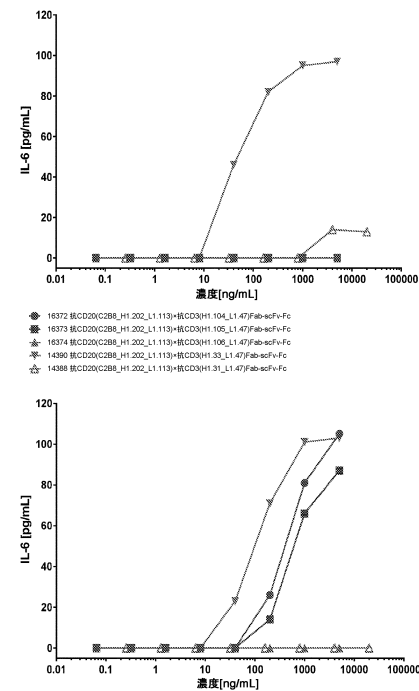 120
100
80
60
40
20
0
IL-6 [pg/mL]
0.01 0.1 1 10 100 1000 10000 100000
濃度[ng/mL]
16372 抗CD20(C2B8_H1.202_L1.113)×抗CD3(H1.104_L1.47)Fab-scFv-Fc
16373 抗CD20(C2B8_H1.202_L1.113)×抗CD3(H1.105_L1.47)Fab-scFv-Fc
16374 抗CD20(C2B8_H1.202_L1.113)×抗CD3(H1.106_L1.47)Fab-scFv-Fc
14390 抗CD20(C2B8_H1.202_L1.113)×抗CD3(H1.33_L1.47)Fab-scFv-Fc
14388 抗CD20(C2B8_H1.202_L1.113)×抗CD3(H1.31_L1.47)Fab-scFv-Fc
120
100
80
60
40
20
0
IL-6 [pg/mL]
0.01 0.1 1 10 100 1000 10000 100000
濃度[ng/mL]